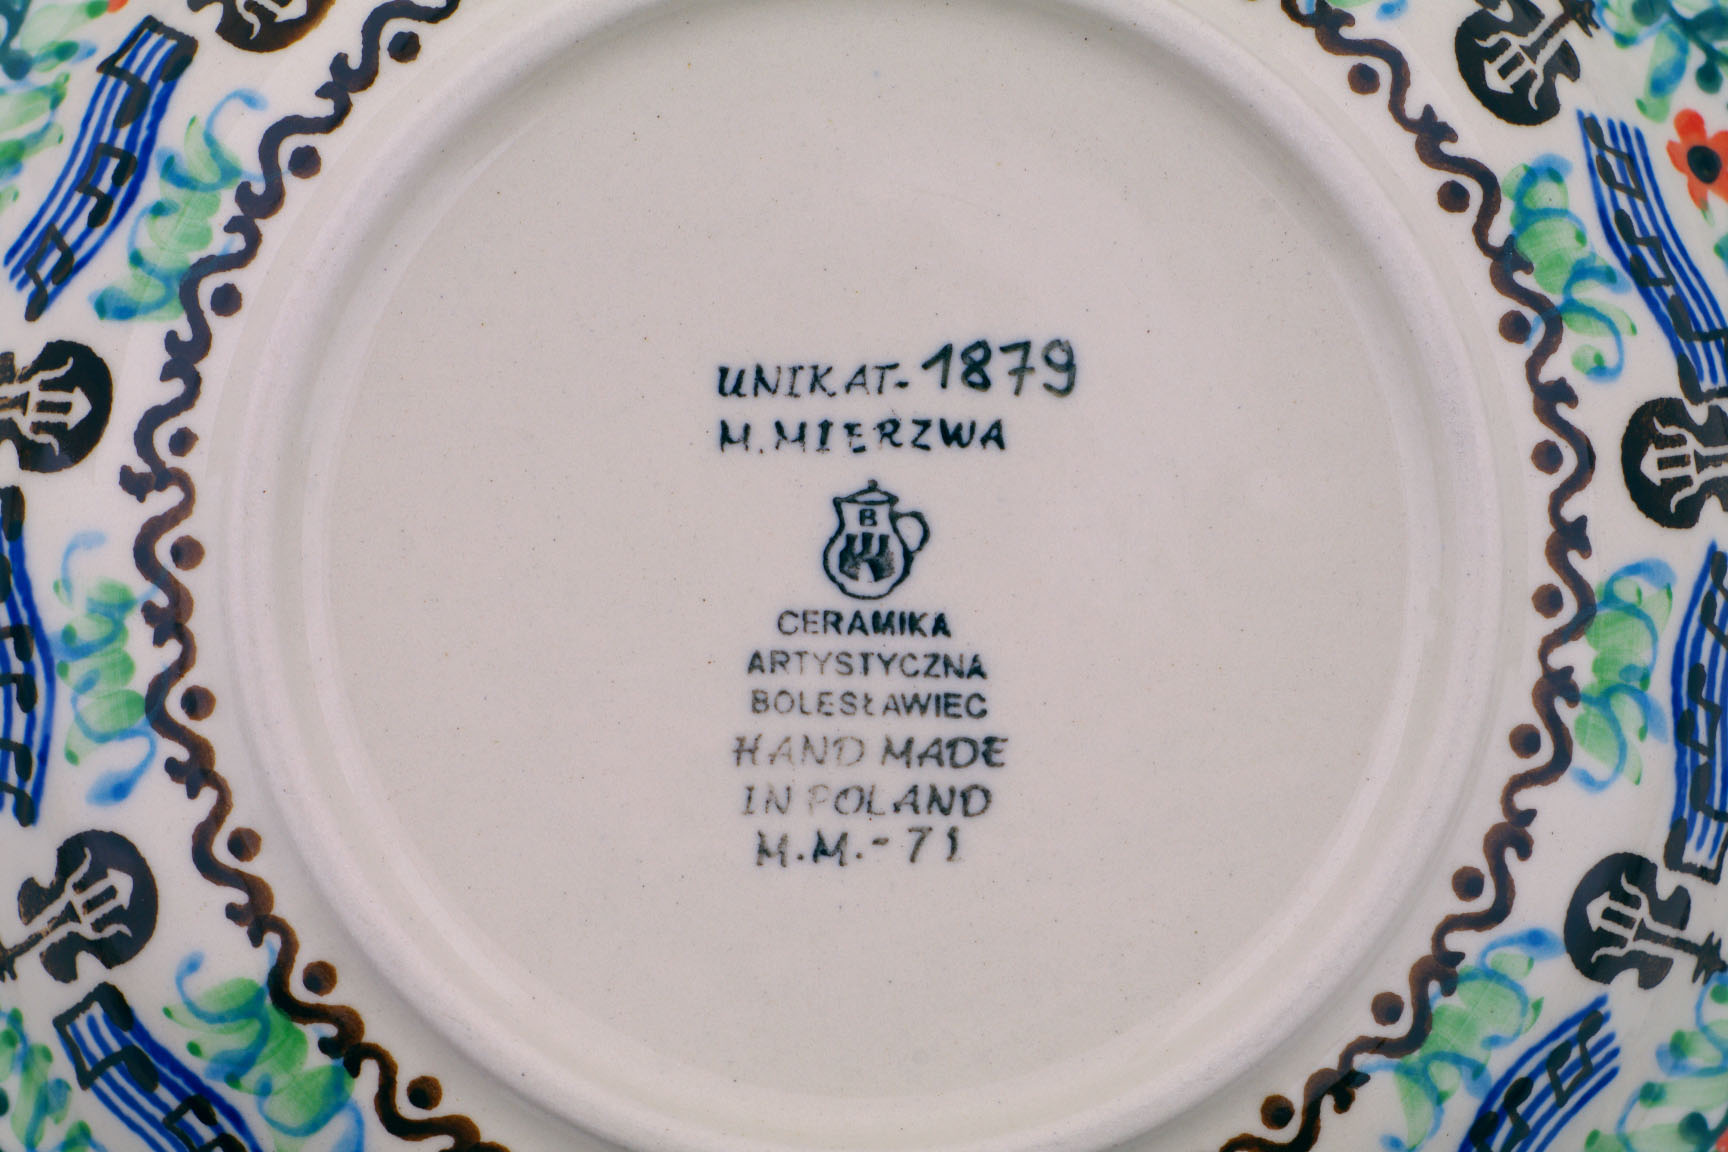 UNIKAT-1879
M.MIERZWA
B
CERAMIKA
ARTYSTYCZNA
BOLESŁAWIEC
HAND MADE
IN POLAND
M.M.-71